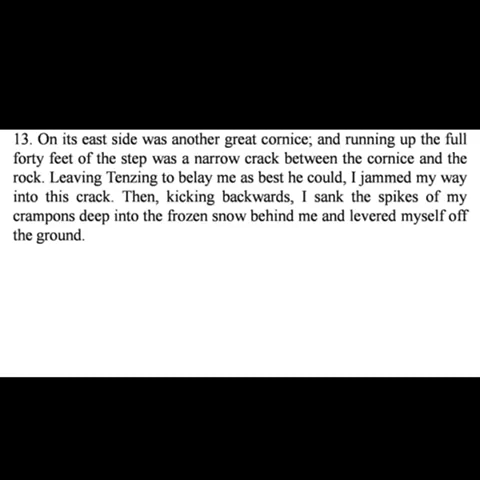 13. On its east side was another great cornice; and running up the full
forty feet of the step was a narrow crack between the cornice and the
rock. Leaving Tenzing to belay me as best he could, I jammed my way
into this crack. Then, kicking backwards, I sank the spikes of my
crampons deep into the frozen snow behind me and levered myself off
the ground.